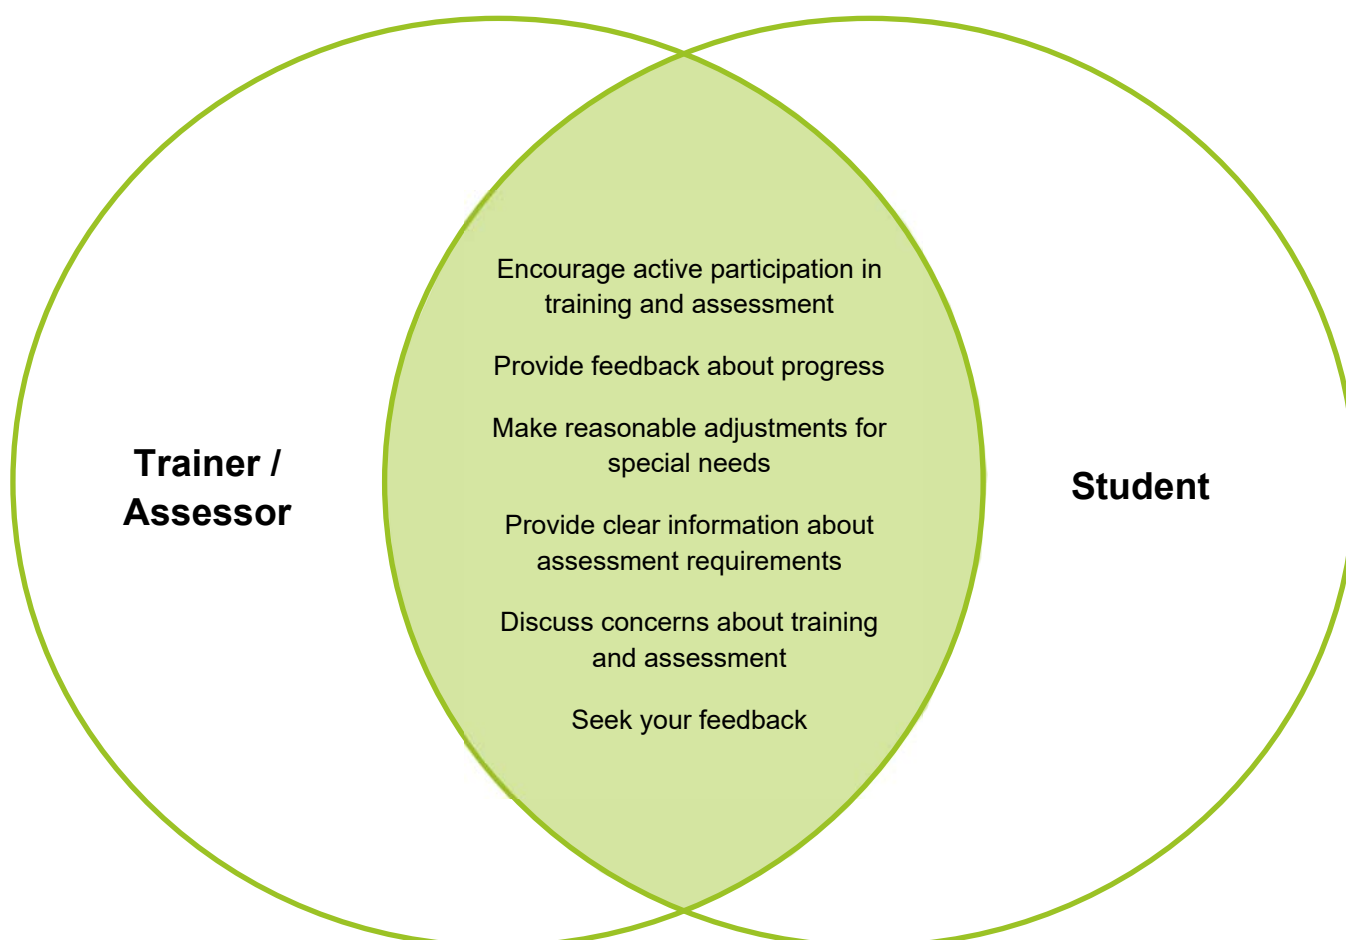 Encourage active participation in
training and assessment
Provide feedback about progress
Make reasonable adjustments for
special needs
Provide clear information about
assessment requirements
Discuss concerns about training
and assessment
Seek your feedback
Trainer /
Assessor
Student